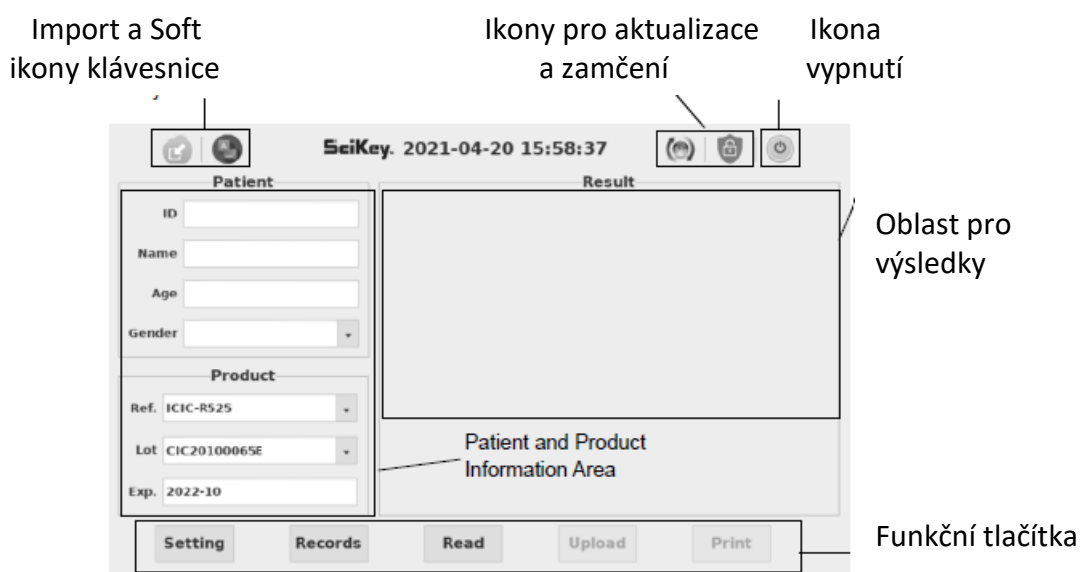 Import a Soft
ikony klávesnice
Ikony pro aktualizace
a zamčení
Ikona
vypnutí
SciKey. 2021-04-20 15:58:37
Patient
ID
Name
Age
Gender
Product
Ref. ICIC-R525
Lot CIC20100065E
Exp. 2022-10
Result
Oblast pro
výsledky
Patient and Product
Information Area
Setting Records Read Upload Print
Funkční tlačítka